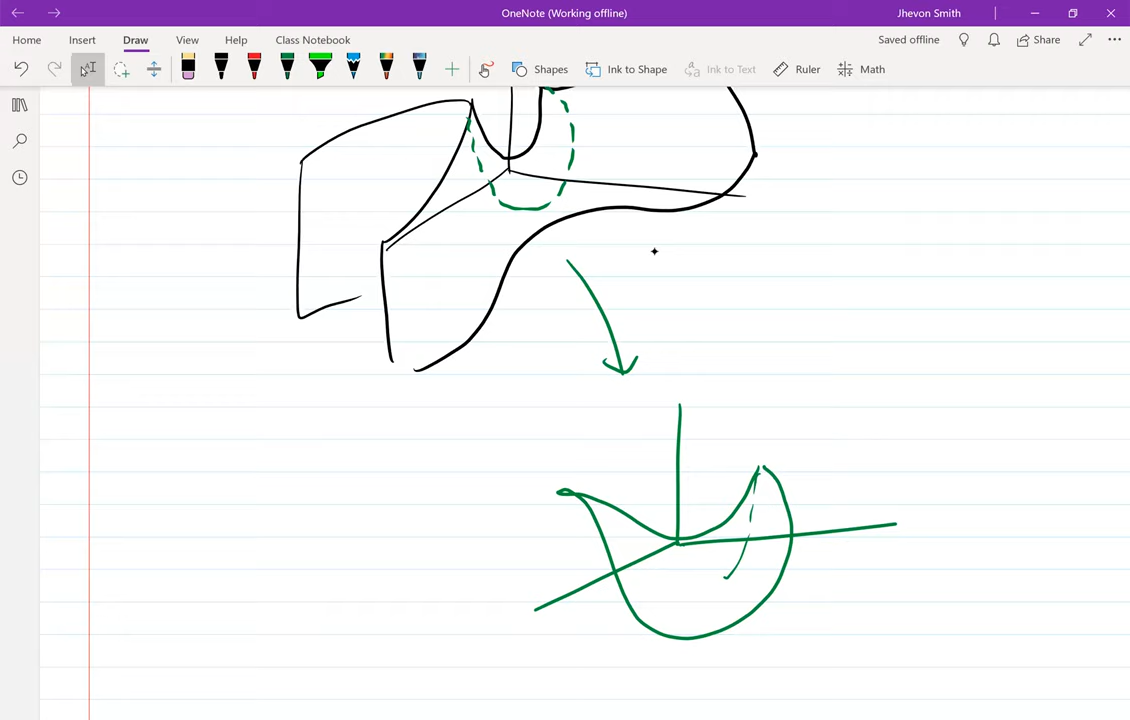 OneNote (Working offline)
Jhevon Smith
Home
Insert
Draw
View
Help
Class Notebook
Saved offline
Share
Shapes
Ink to Shape
Ink to Text
Ruler
Math